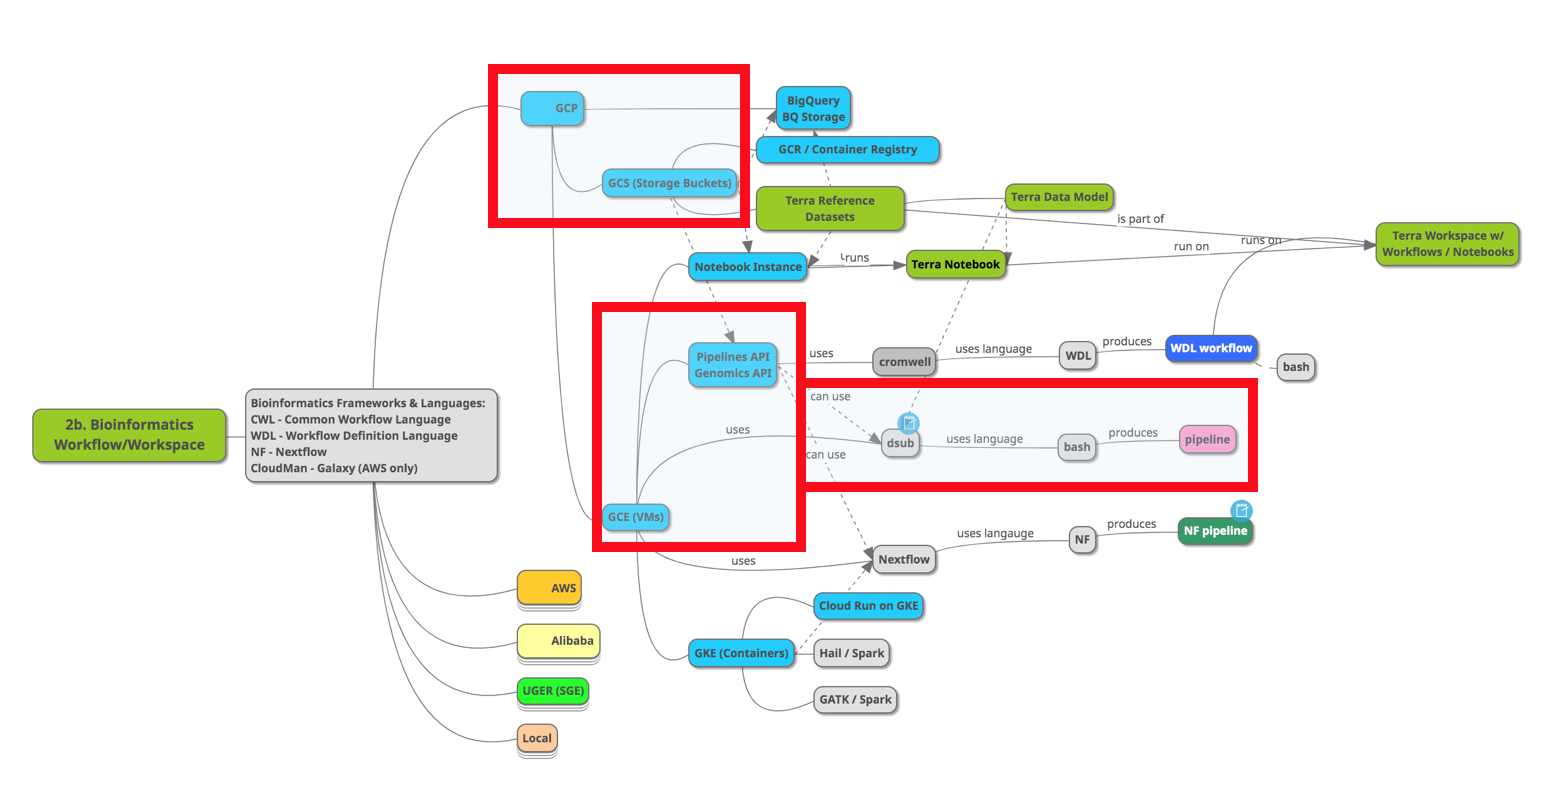 GCP
BigQuery
BQ Storage
GCR / Container Registry
GCS (Storage Buckets)
Terra Reference
Datasets
Terra Data Model
is part of
Terra Workspace w/
Workflows / Notebooks
run on
runs on
Notebook Instance
runs
Terra Notebook
Pipelines API
Genomics API
uses
cromwell
uses language
WDL
produces
WDL workflow
bash
can use
uses
dsub
uses language
bash
produces
pipeline
can use
2b. Bioinformatics
Workflow/Workspace
Bioinformatics Frameworks & Languages:
CWL - Common Workflow Language
WDL - Workflow Definition Language
NF - Nextflow
CloudMan - Galaxy (AWS only)
GCE (VMs)
uses
Nextflow
uses langauge
NF
produces
NF pipeline
AWS
Cloud Run on GKE
Alibaba
GKE (Containers)
Hail / Spark
UGER (SGE)
GATK / Spark
Local